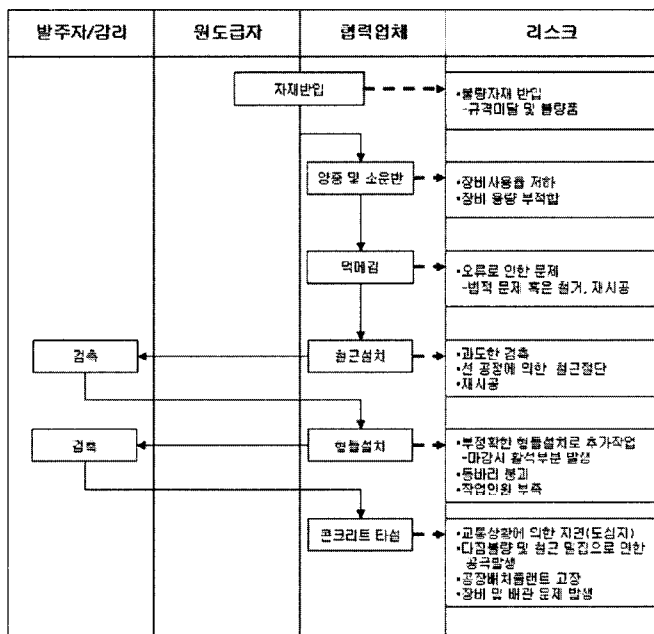 발주자/감리
원도급자
협력업체
리스크
자재반입
•불량자재 반입
-규격미달 및 불량품
양중 및 소운반
•장비사용률 저하
•장비 용량 부적합
먹메김
•오류로 인한 문제
-법적 문제 혹은 철거, 재시공
검측
철근설치
•과도한 검측
•선 공정에 의한 철근절단
•재시공
검측
형틀설치
•부정확한 형틀설치로 추가작업
-마감시 할석부분 발생
•동바리 붕괴
•작업인원 부족
콘크리트 타설
•교통상황에 의한 지연(도심지)
•다짐불량 및 철근 밀집으로 인한
공극발생
•공장배치플랜트 고장
•장비 및 배관 문제 발생